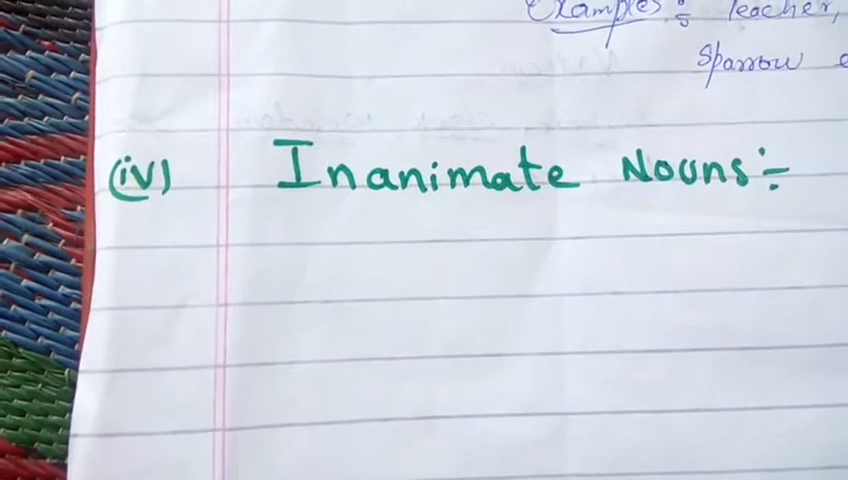 Examples : Teacher,
Sparrow e
(iv) Inanimate Nouns :-